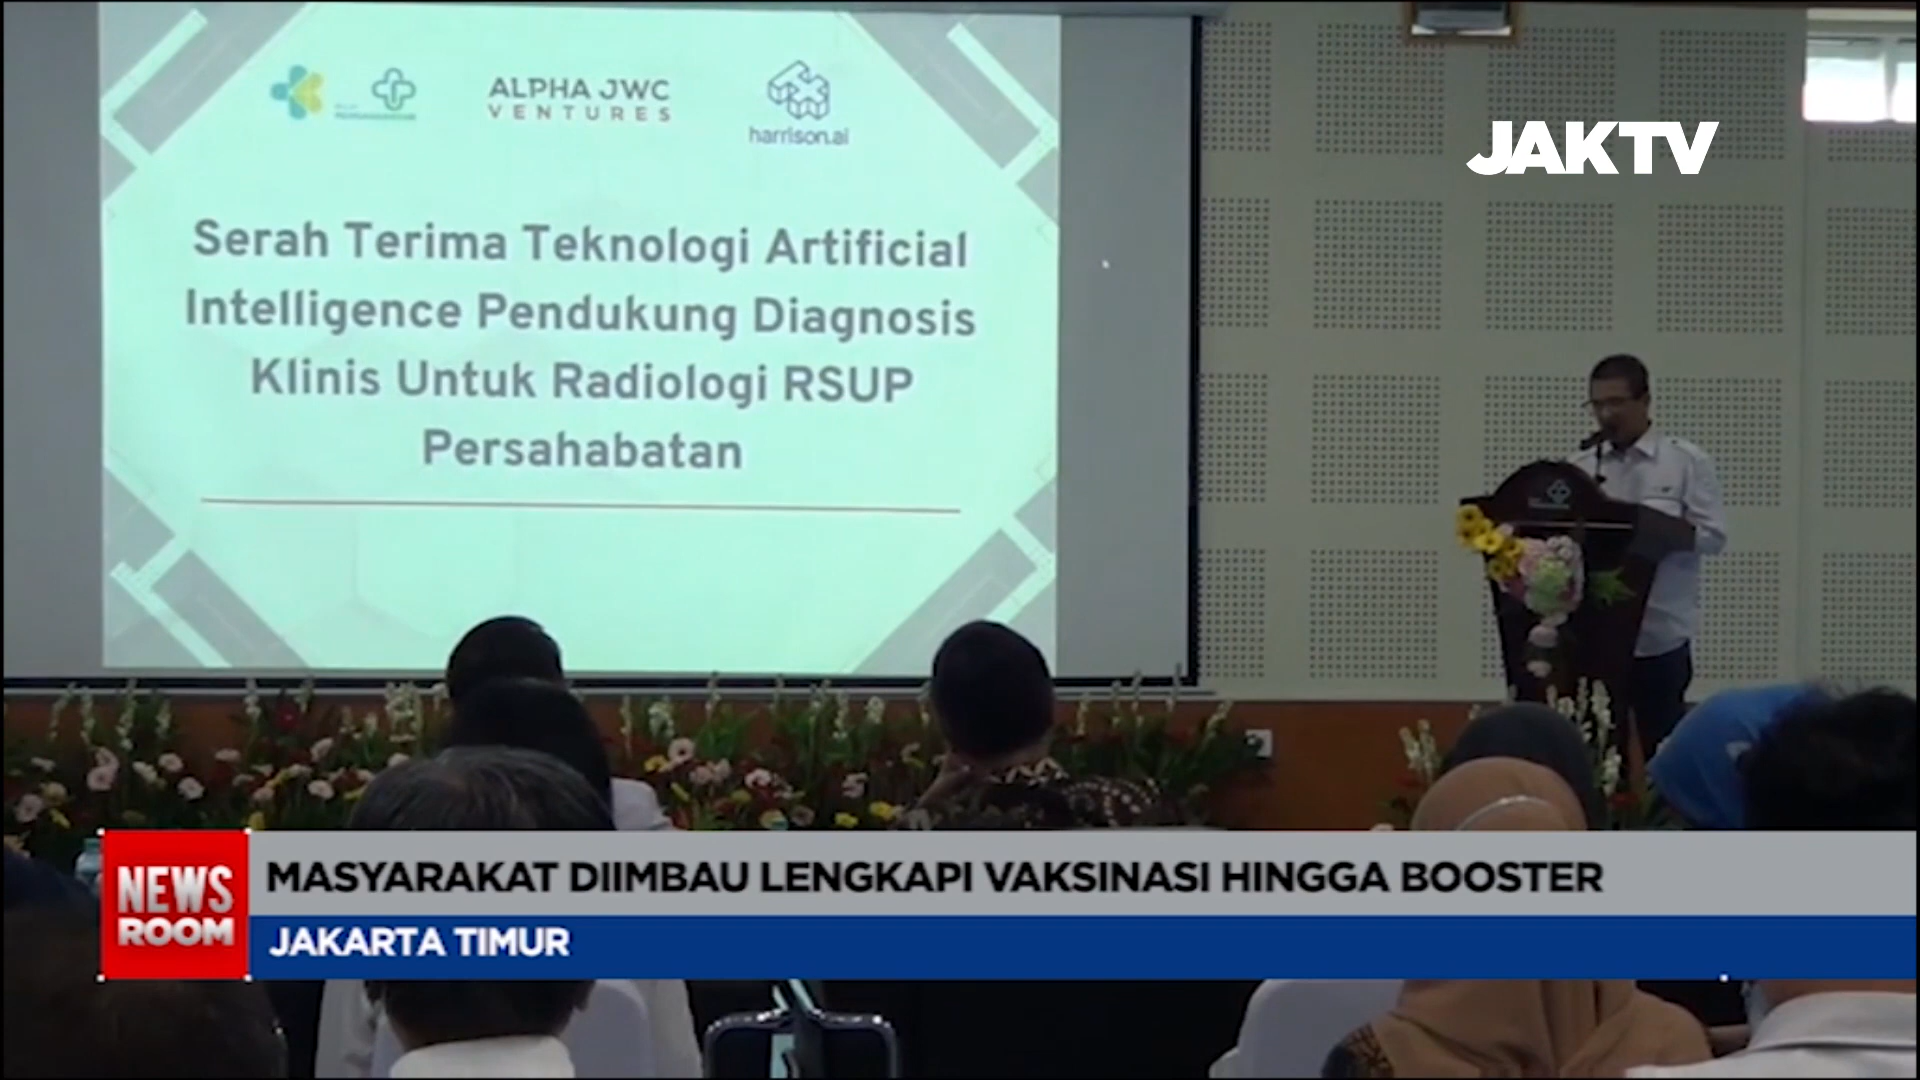 ALPHA JWC
VENTURES
harrison.ai
JAKTV
Serah Terima Teknologi Artificial
Intelligence Pendukung Diagnosis
Klinis Untuk Radiologi RSUP
Persahabatan
NEWS
ROOM
MASYARAKAT DIIMBAU LENGKAPI VAKSINASI HINGGA BOOSTER
JAKARTA TIMUR